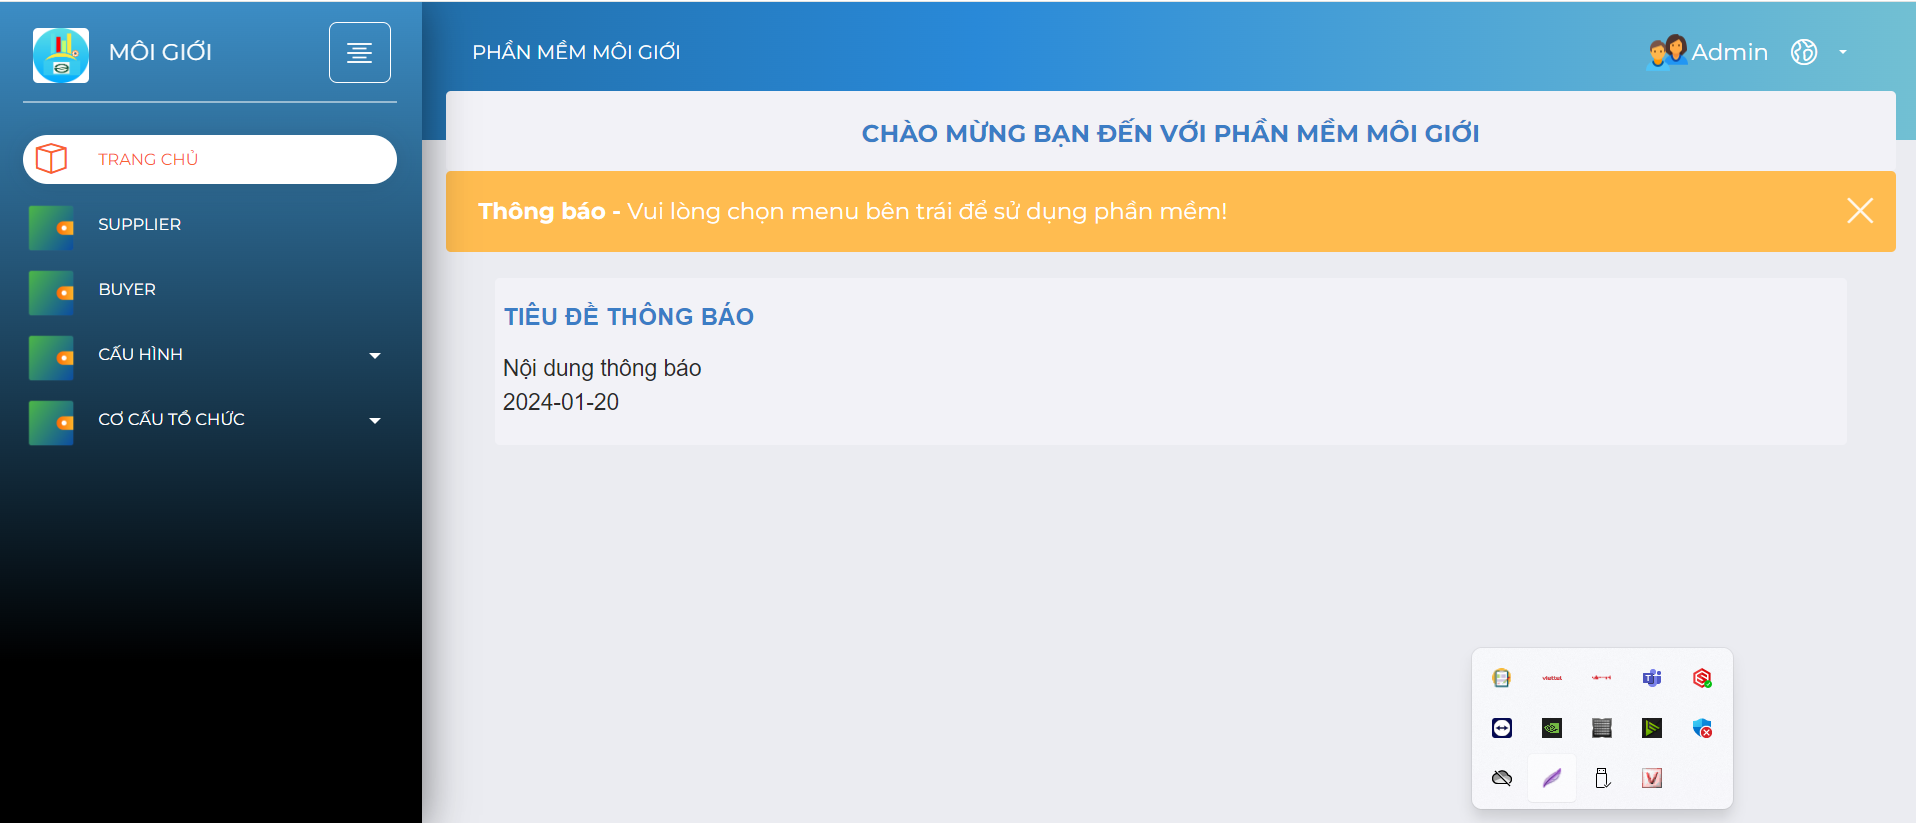 MÔI GIỚI
PHẦN MỀM MÔI GIỚI
Admin
CHÀO MỪNG BẠN ĐẾN VỚI PHẦN MỀM MÔI GIỚI
TRANG CHỦ
Thông báo - Vui lòng chọn menu bên trái để sử dụng phần mềm!
SUPPLIER
BUYER
CẤU HÌNH
CƠ CẤU TỔ CHỨC
TIÊU ĐỀ THÔNG BÁO
Nội dung thông báo
2024-01-20
viettel